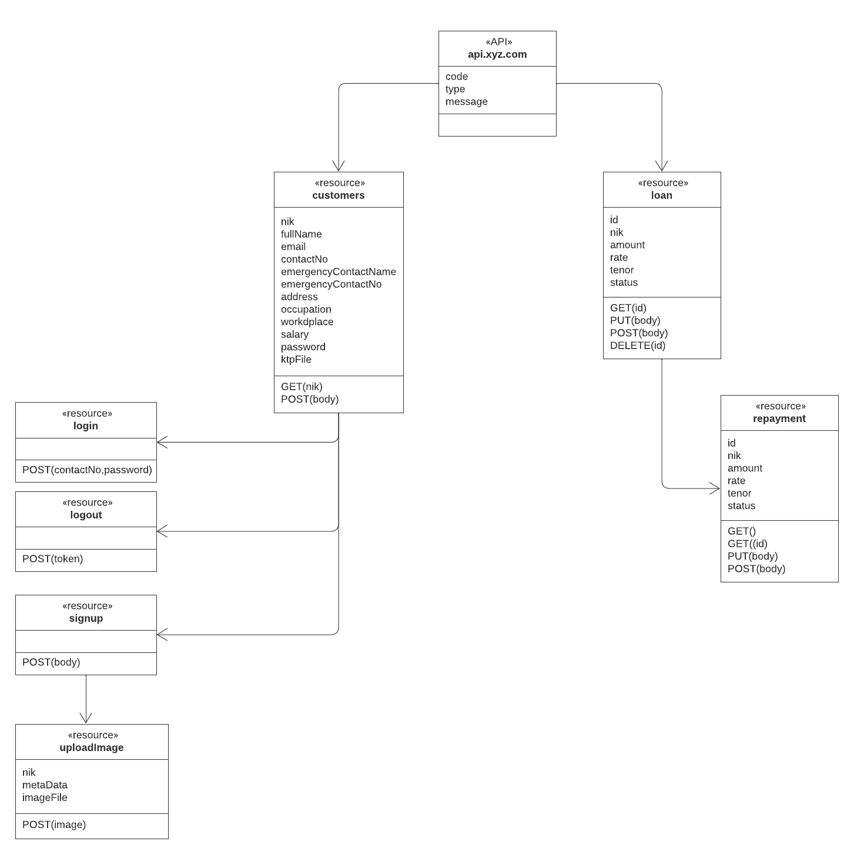 «API»
api.xyz.com
code
type
message
«resource»
customers
nik
fullName
email
contactNo
emergencyContactName
emergencyContactNo
address
occupation
workdplace
salary
password
ktpFile
GET(nik)
POST(body)
«resource»
loan
id
nik
amount
rate
tenor
status
GET(id)
PUT(body)
POST(body)
DELETE(id)
«resource»
repayment
id
nik
amount
rate
tenor
status
GET()
GET((id)
PUT(body)
POST(body)
«resource»
login
POST(contactNo,password)
«resource»
logout
POST(token)
«resource»
signup
POST(body)
«resource»
uploadImage
nik
metaData
imageFile
POST(image)